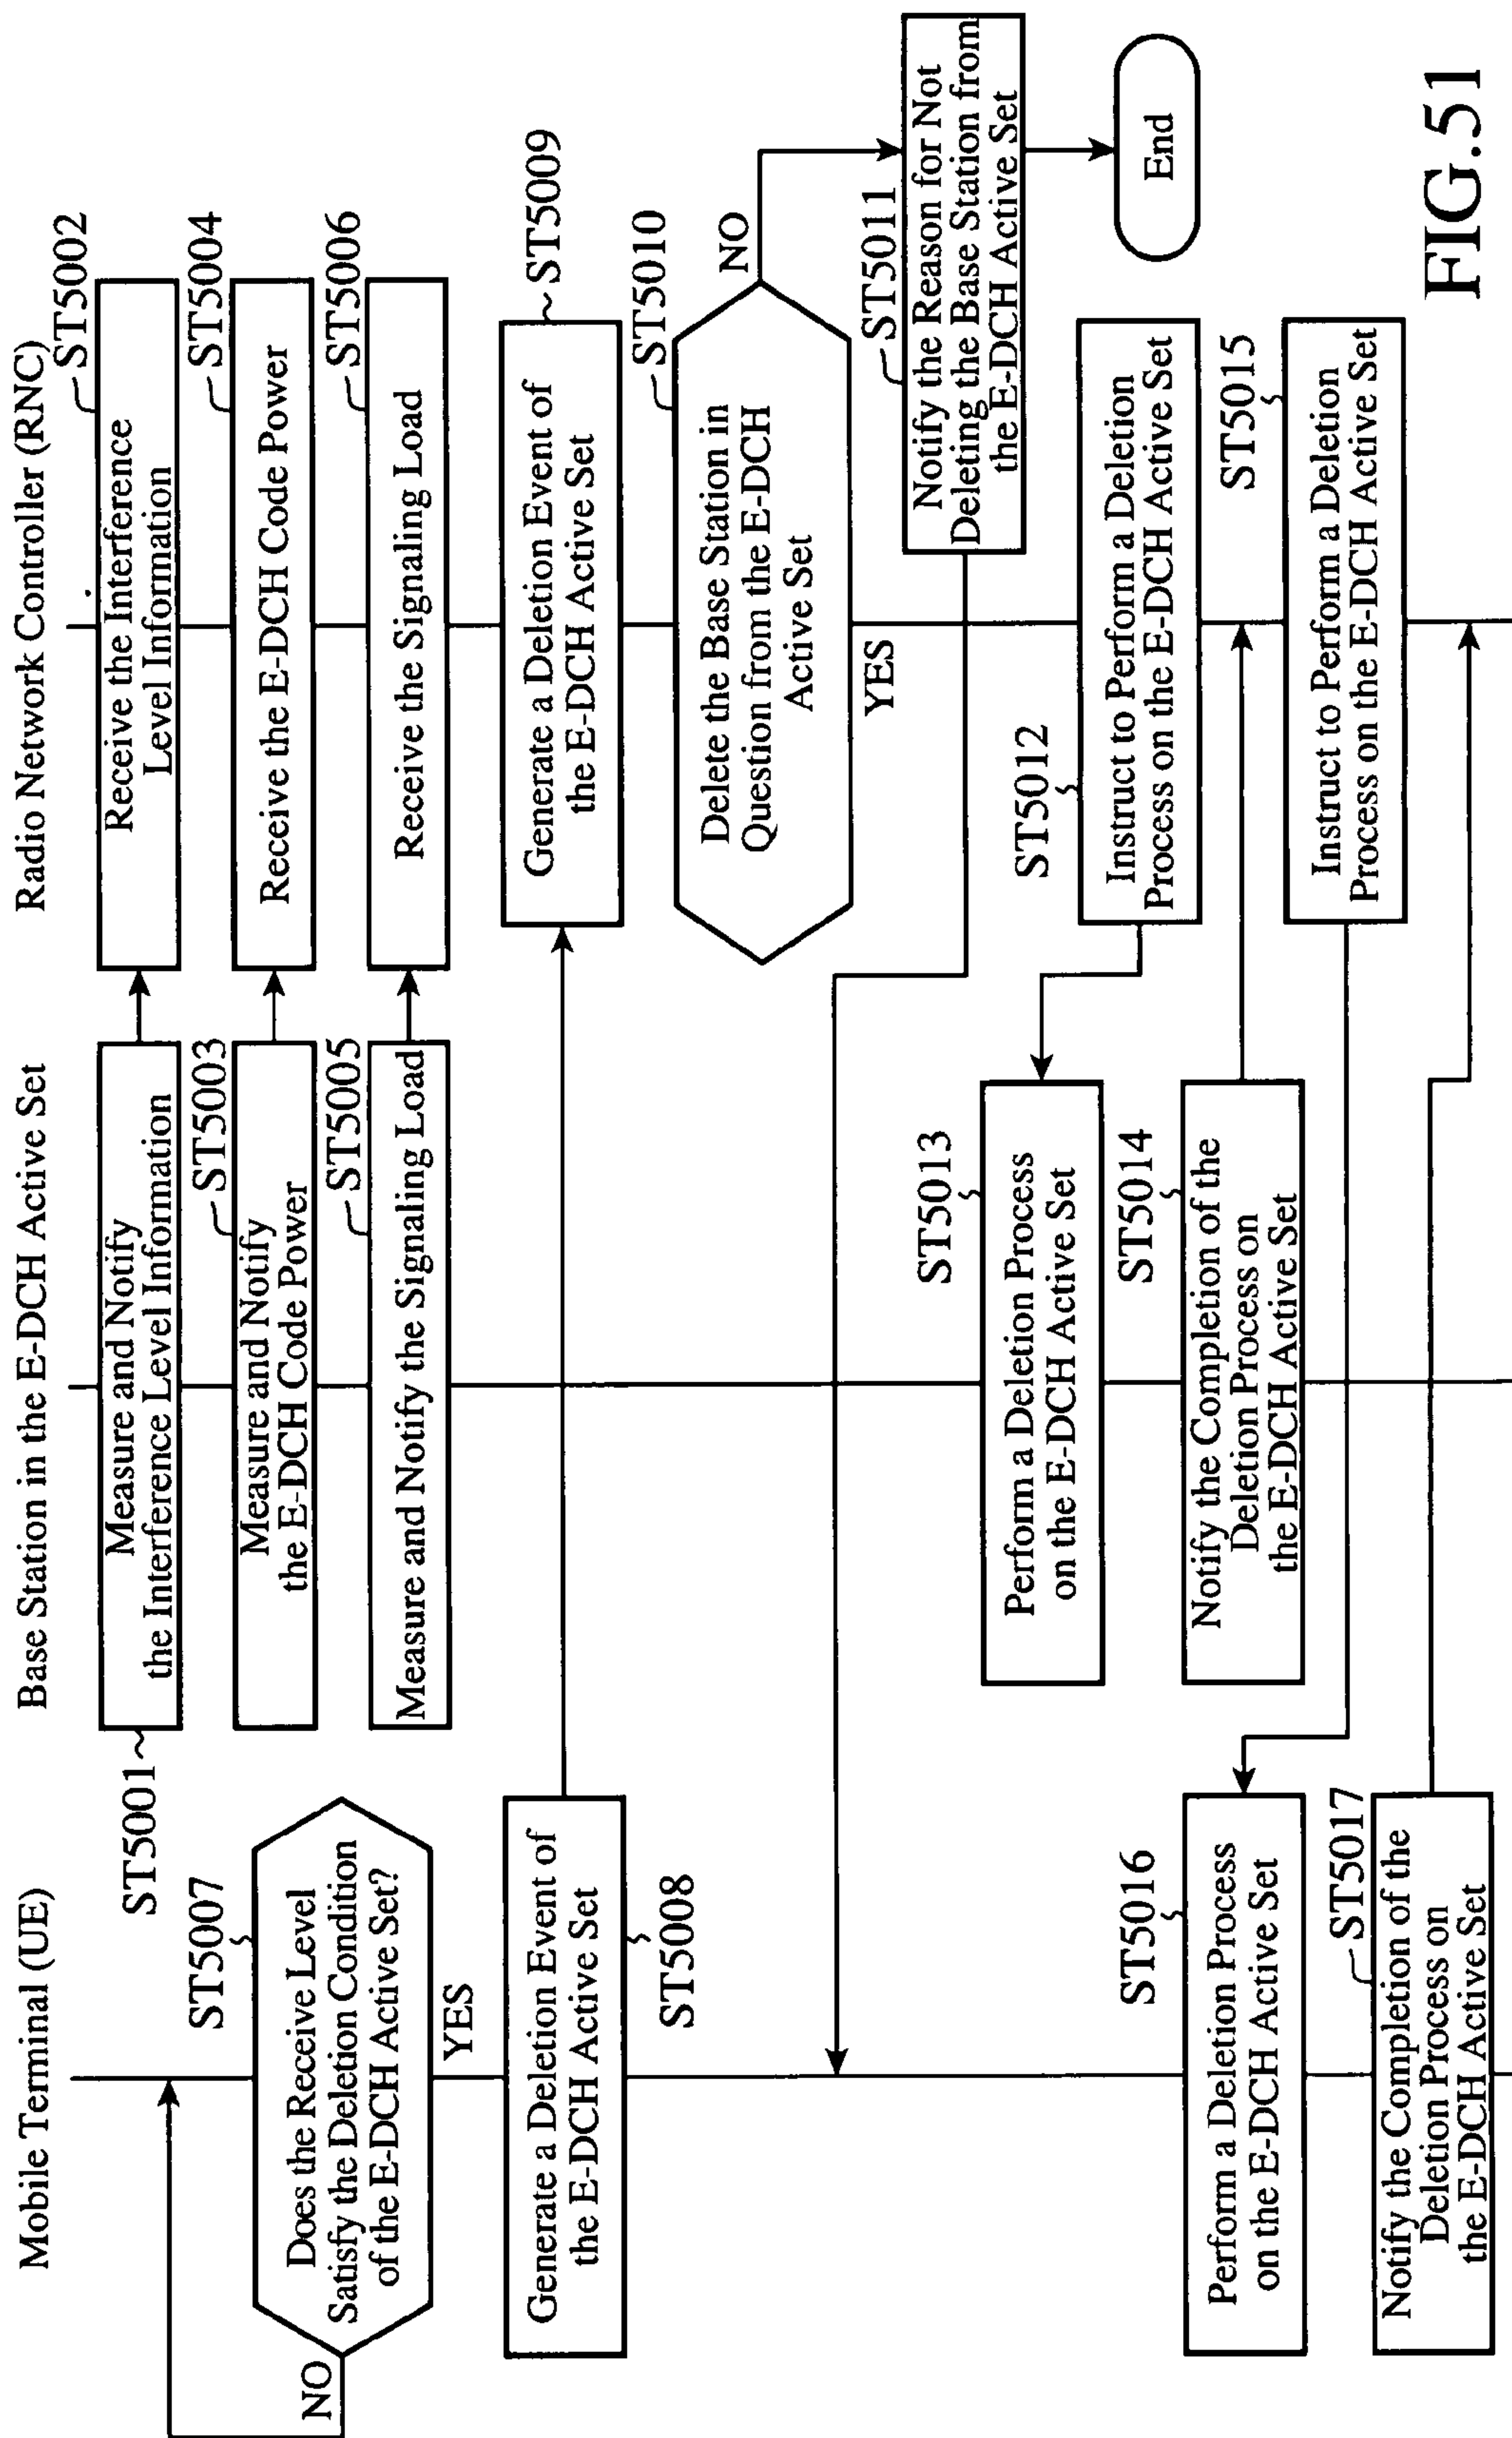 Mobile Terminal (UE)
Base Station in the E-DCH Active Set
Radio Network Controller (RNC)
ST5001
Measure and Notify
the Interference Level Information
ST5002
Receive the Interference
Level Information
ST5003
Measure and Notify
the E-DCH Code Power
ST5004
Receive the E-DCH Code Power
ST5005
Measure and Notify the Signaling Load
ST5006
Receive the Signaling Load
ST5007
Does the Receive Level
Satisfy the Deletion Condition
of the E-DCH Active Set?
NO
YES
Generate a Deletion Event of
the E-DCH Active Set
ST5008
Generate a Deletion Event of
the E-DCH Active Set
ST5009
ST5010
Delete the Base Station in
Question from the E-DCH
Active Set
NO
YES
ST5011
Notify the Reason for Not
Deleting the Base Station from
the E-DCH Active Set
End
ST5012
Instruct to Perform a Deletion
Process on the E-DCH Active Set
ST5013
Perform a Deletion Process
on the E-DCH Active Set
ST5014
Notify the Completion of the
Deletion Process on
the E-DCH Active Set
ST5015
Instruct to Perform a Deletion
Process on the E-DCH Active Set
ST5016
Perform a Deletion Process
on the E-DCH Active Set
ST5017
Notify the Completion of the
Deletion Process on
the E-DCH Active Set
FIG.51